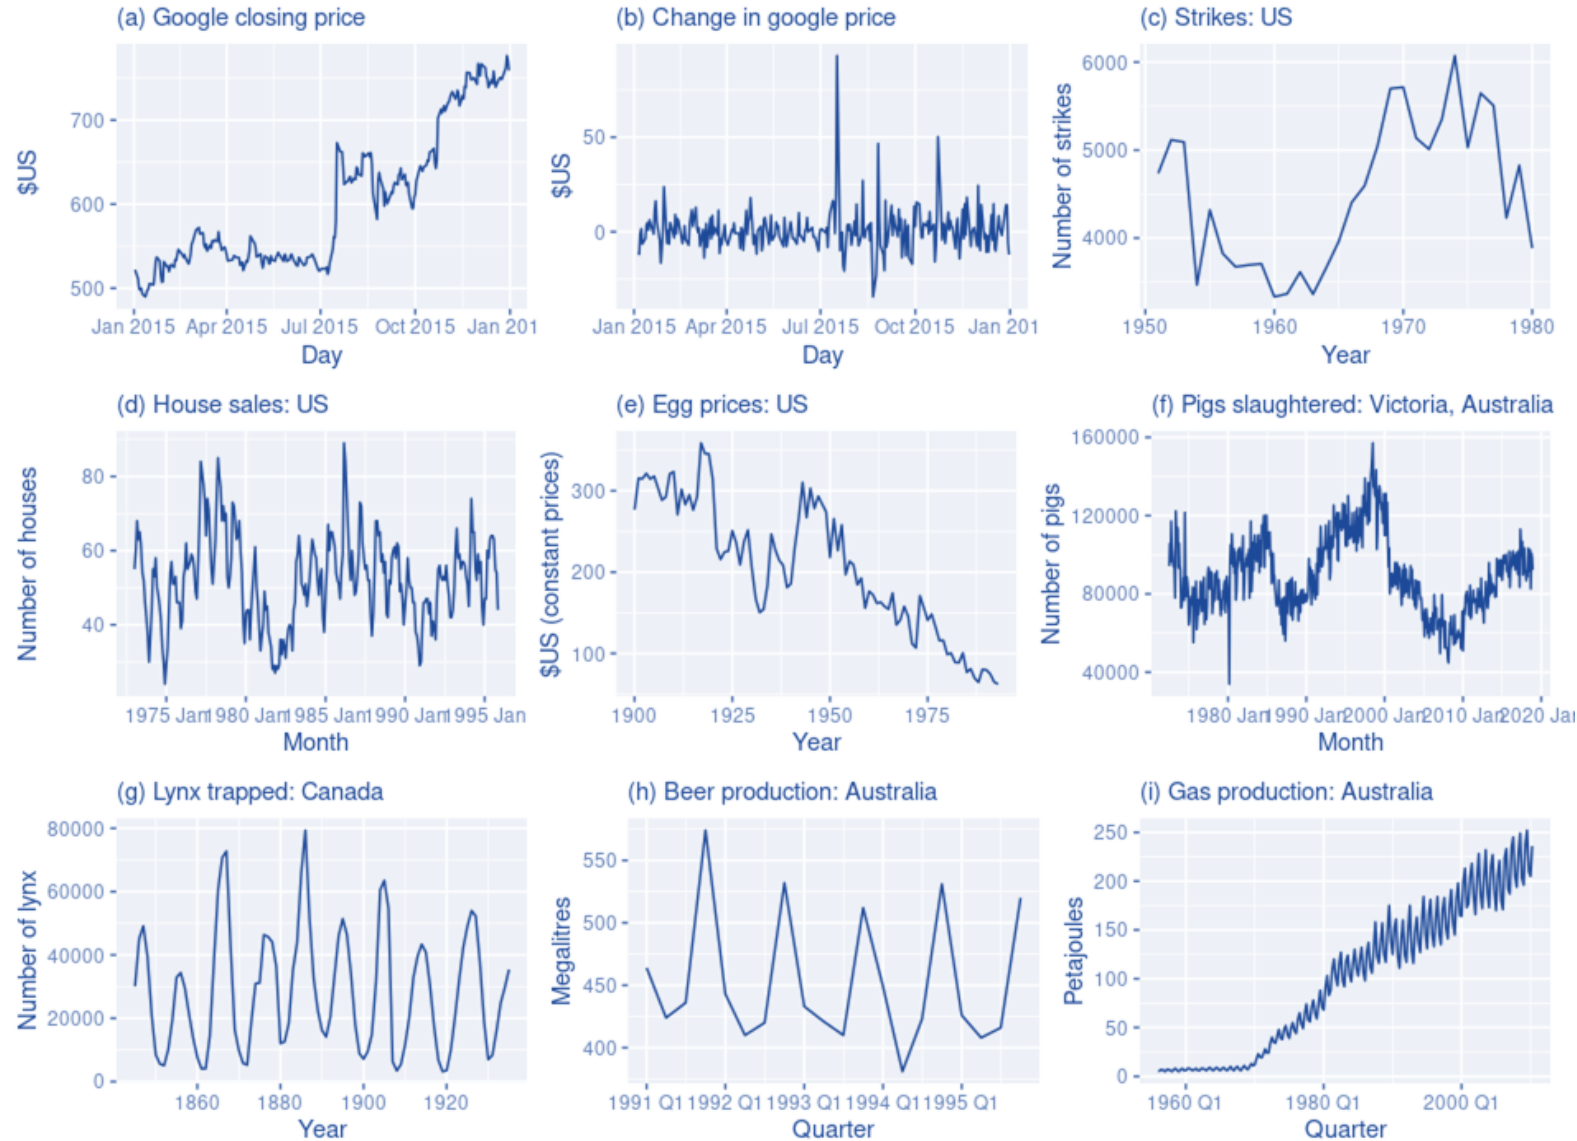 (a) Google closing price
$US
700
600
500
Jan 2015 Apr 2015 Jul 2015 Oct 2015 Jan 201
Day
(b) Change in google price
$US
50
0
Jan 2015 Apr 2015 Jul 2015 Oct 2015 Jan 201
Day
(c) Strikes: US
Number of strikes
6000
5000
4000
1950 1960 1970 1980
Year
(d) House sales: US
Number of houses
80
60
40
1975 Jan 1980 Jan 1985 Jan 1990 Jan 1995 Jan
Month
(e) Egg prices: US
$US (constant prices)
300
200
100
1900 1925 1950 1975
Year
(f) Pigs slaughtered: Victoria, Australia
Number of pigs
160000
120000
80000
40000
1980 Jan 1990 Jan 2000 Jan 2010 Jan 2020 Jan
Month
(g) Lynx trapped: Canada
Number of lynx
80000
60000
40000
20000
0
1860 1880 1900 1920
Year
(h) Beer production: Australia
Megalitres
550
500
450
400
1991 Q1 1992 Q1 1993 Q1 1994 Q1 1995 Q1
Quarter
(i) Gas production: Australia
Petajoules
250
200
150
100
50
0
1960 Q1 1980 Q1 2000 Q1
Quarter